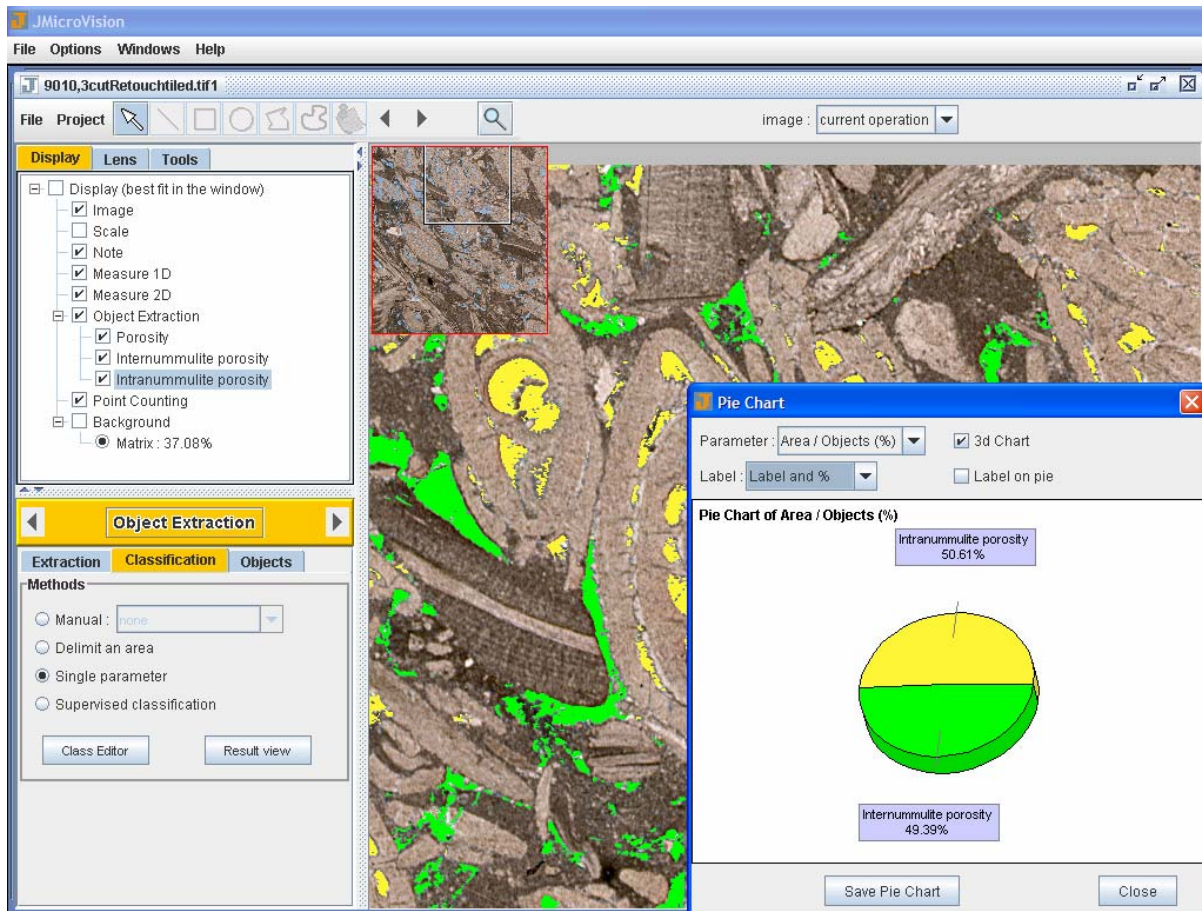 JMicroVision
File Options Windows Help
9010,3cutRetouchtiled.tif1
File Project image : current operation
Display Lens Tools
Display (best fit in the window)
Image
Scale
Note
Measure 1D
Measure 2D
Object Extraction
Porosity
Internummulite porosity
Intranummulite porosity
Point Counting
Background
Matrix : 37.08%
Object Extraction
Extraction Classification Objects
Methods
Manual : none
Delimit an area
Single parameter
Supervised classification
Class Editor Result view
Pie Chart
Parameter : Area / Objects (%) 3d Chart
Label : Label and % Label on pie
Pie Chart of Area / Objects (%)
Intranummulite porosity
50.61%
Internummulite porosity
49.39%
Save Pie Chart Close